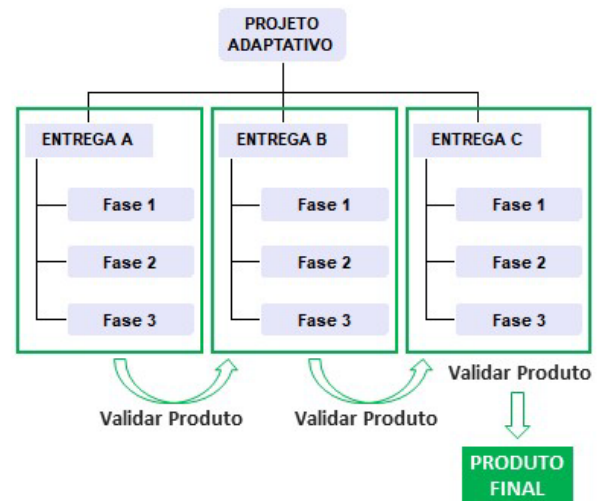 PROJETO
ADAPTATIVO
ENTREGA A
Fase 1
Fase 2
Fase 3
ENTREGA B
Fase 1
Fase 2
Fase 3
ENTREGA C
Fase 1
Fase 2
Fase 3
Validar Produto
Validar Produto
Validar Produto
PRODUTO
FINAL